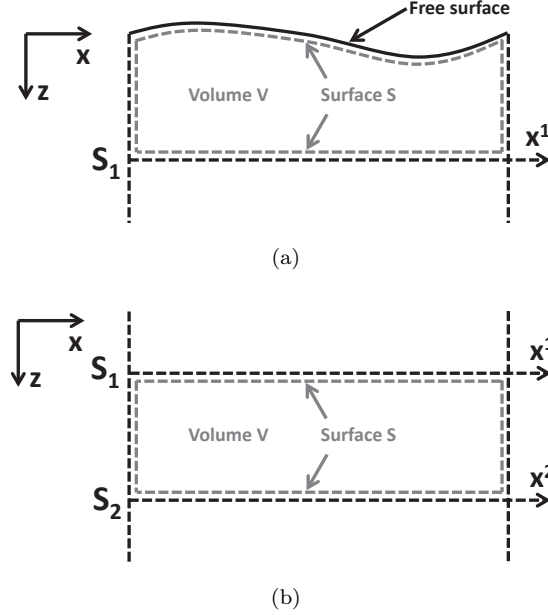 Free surface
x
z
Volume V
Surface S
S₁
x¹
(a)
x
z
S₁
x¹
Volume V
Surface S
S₂
x²
(b)